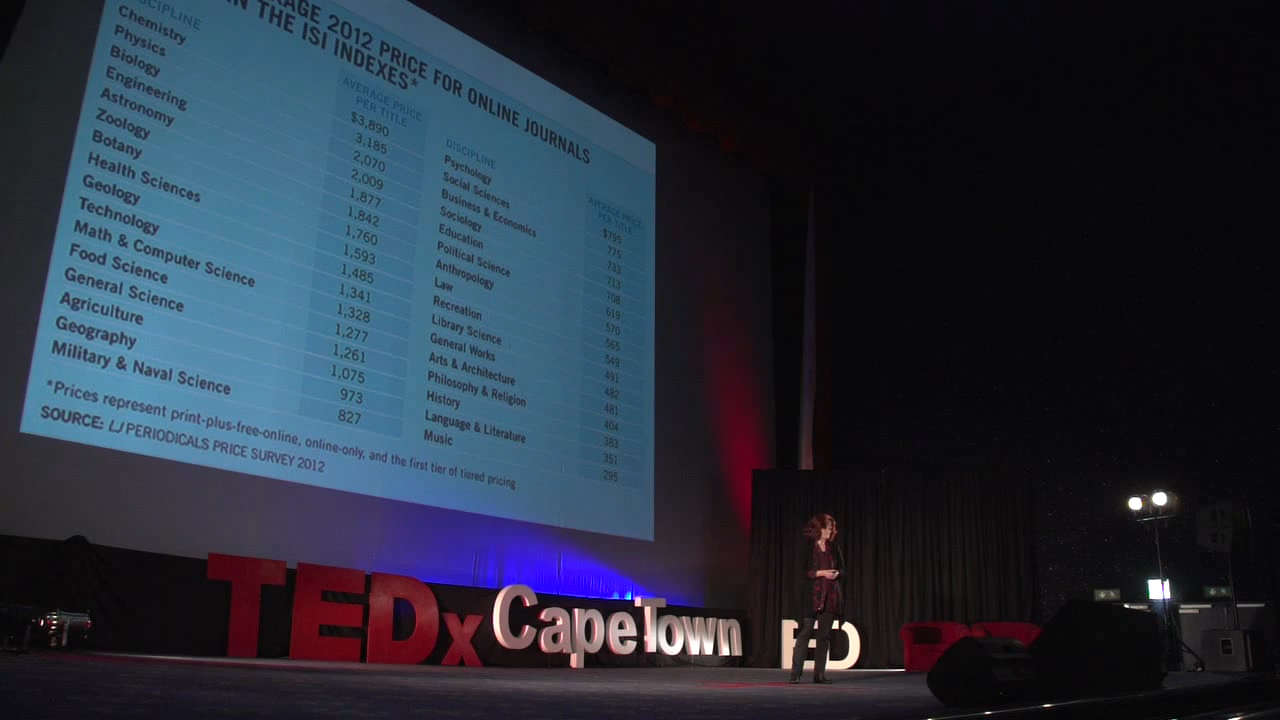 2012 PRICE FOR ONLINE JOURNALS
IN THE ISI INDEXES*
AVERAGE PRICE
PER TITLE
Chemistry $3,890
Physics 3,185
Biology 2,070
Engineering 2,009
Astronomy 1,877
Zoology 1,842
Botany 1,760
Health Sciences 1,593
Geology 1,485
Technology 1,341
Math & Computer Science 1,328
Food Science 1,277
General Science 1,261
Agriculture 1,075
Geography 973
Military & Naval Science 827
DISCIPLINE AVERAGE PRICE
PER TITLE
Psychology $795
Social Sciences 775
Business & Economics 733
Sociology 713
Education 708
Political Science 619
Anthropology 570
Law 565
Recreation 549
Library Science 491
General Works 482
Arts & Architecture 481
Philosophy & Religion 404
History 383
Language & Literature 351
Music 295
*Prices represent print-plus-free-online, online-only, and the first tier of tiered pricing
SOURCE: LJ PERIODICALS PRICE SURVEY 2012
TEDxCapeTown